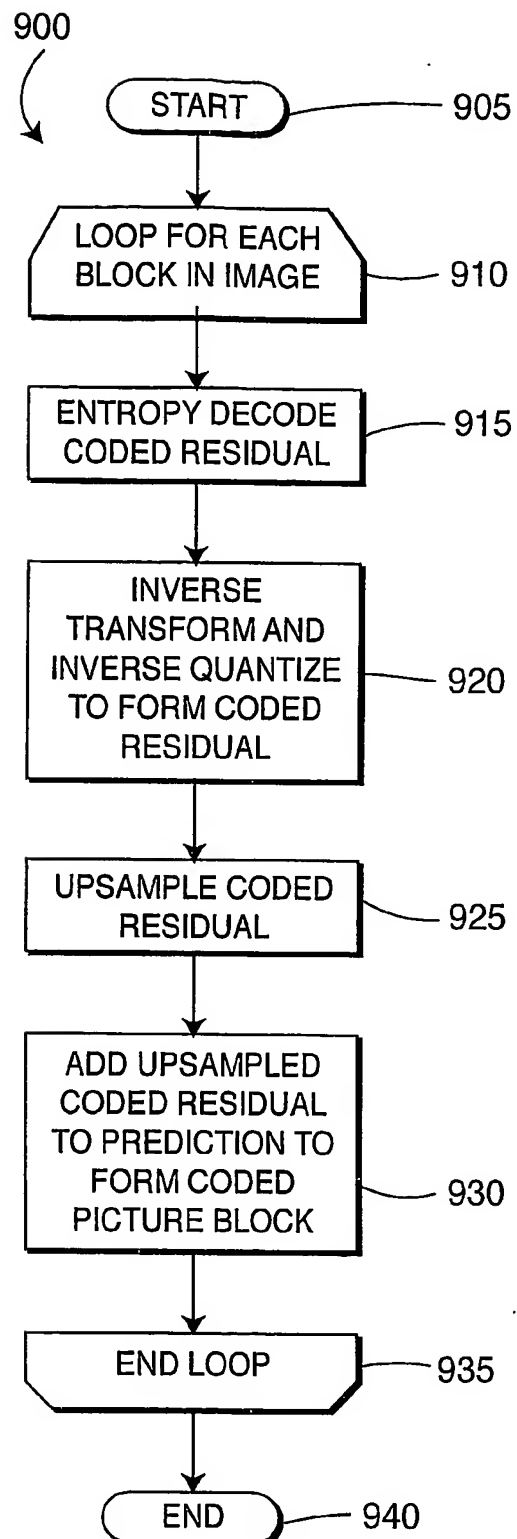 900
START
905
LOOP FOR EACH
BLOCK IN IMAGE
910
ENTROPY DECODE
CODED RESIDUAL
915
INVERSE
TRANSFORM AND
INVERSE QUANTIZE
TO FORM CODED
RESIDUAL
920
UPSAMPLE CODED
RESIDUAL
925
ADD UPSAMPLED
CODED RESIDUAL
TO PREDICTION TO
FORM CODED
PICTURE BLOCK
930
END LOOP
935
END
940